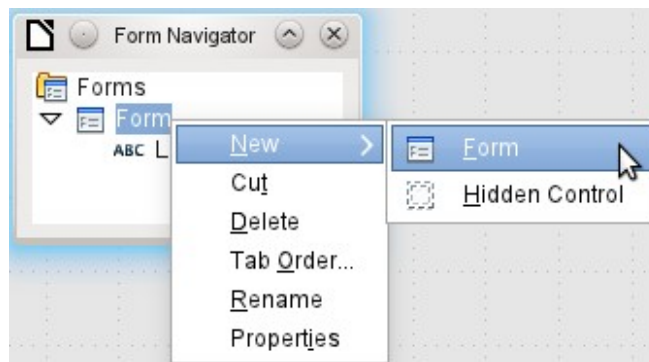 Form Navigator
Forms
Form
ABC L
New
Form
Cut
Hidden Control
Delete
Tab Order...
Rename
Properties